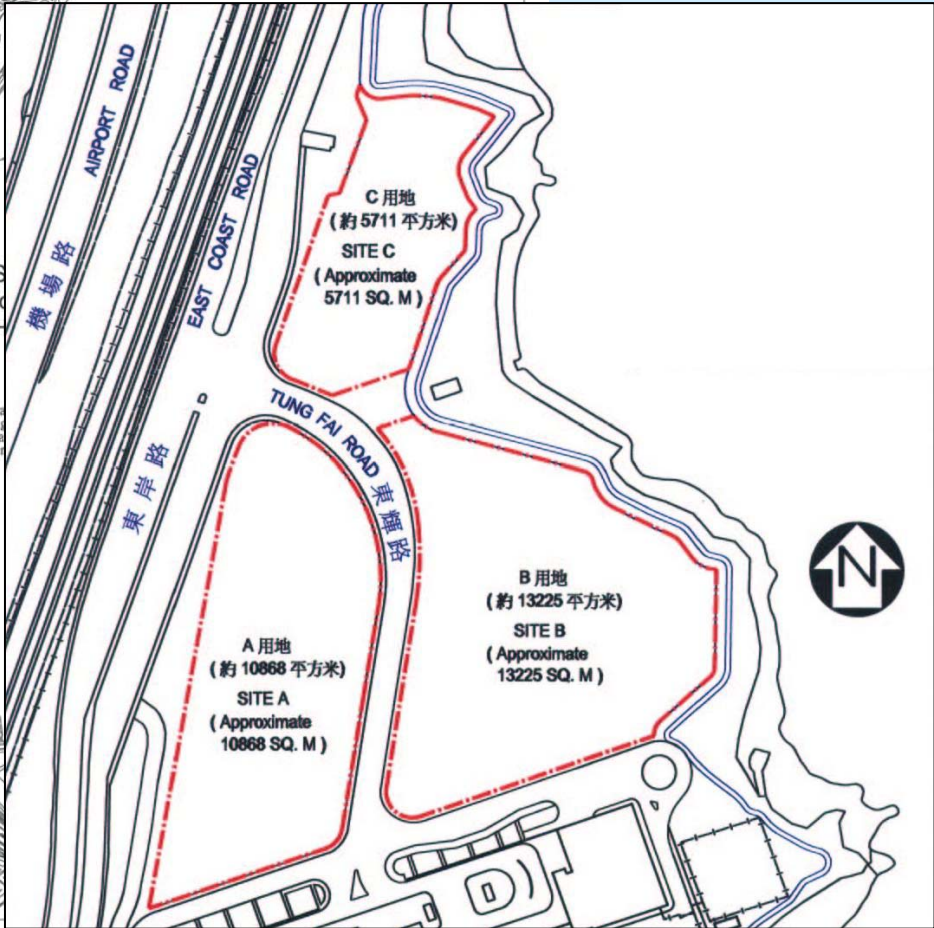 機場路
AIRPORT ROAD
EAST COAST ROAD
東岸路
C 用地
( 約 5711 平方米)
SITE C
( Approximate
5711 SQ. M )
TUNG FAI ROAD 東輝路
B 用地
( 約 13225 平方米)
SITE B
( Approximate
13225 SQ. M )
N
A 用地
( 約 10868 平方米)
SITE A
( Approximate
10868 SQ. M )